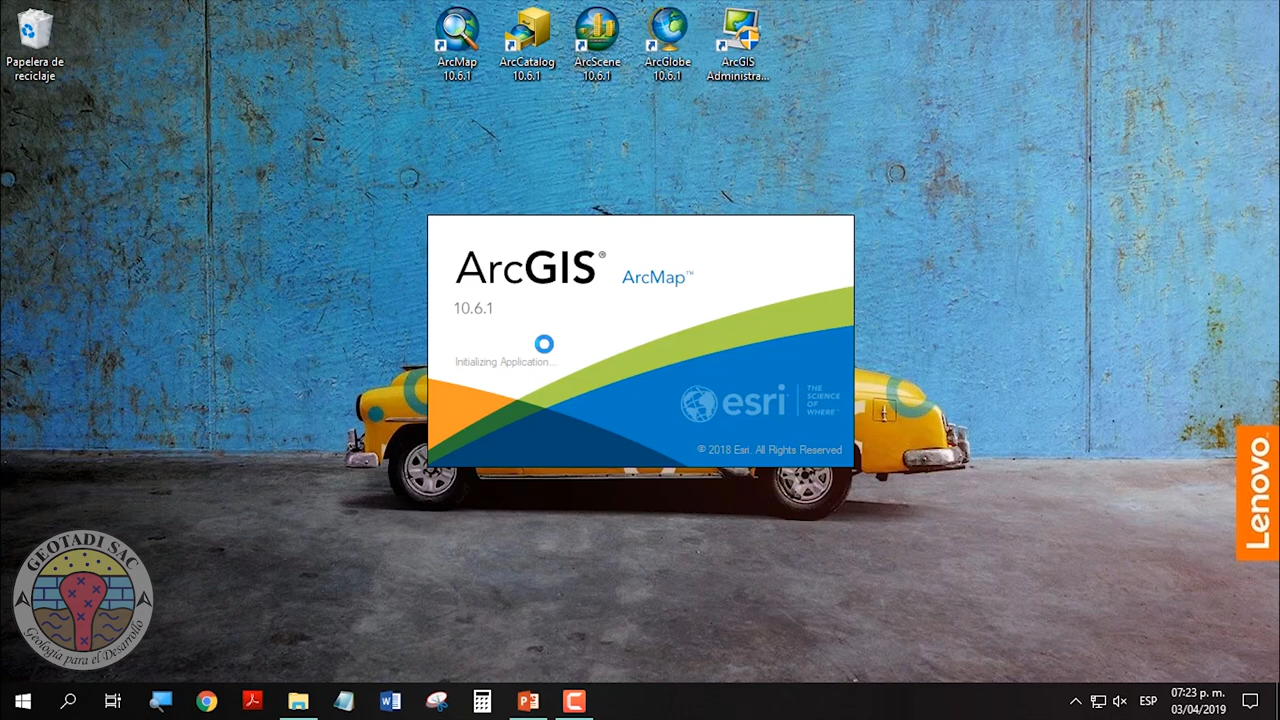 Papelera de
reciclaje
ArcMap
10.6.1
ArcCatalog
10.6.1
ArcScene
10.6.1
ArcGlobe
10.6.1
ArcGIS
Administra...
ArcGIS® ArcMap™
10.6.1
Initializing Application...
esri
THE
SCIENCE
OF
WHERE™
© 2018 Esri. All Rights Reserved
Lenovo™
GEOTADI SAC
Geología para el Desarrollo
ESP
07:23 p. m.
03/04/2019